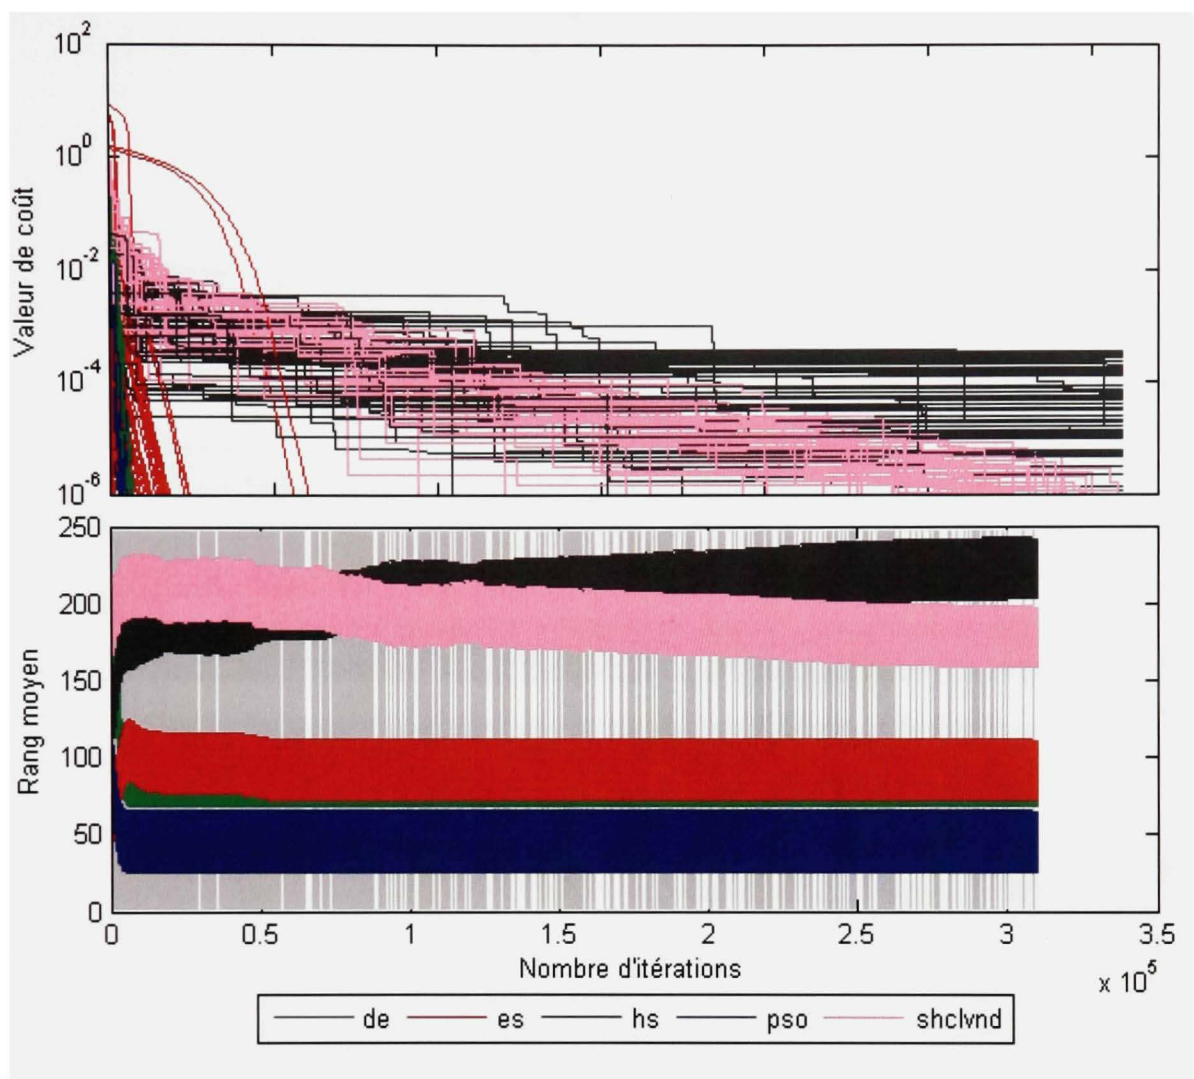 10^2
10^0
10^-2
10^-4
10^-6
Valeur de coût
250
200
150
100
50
0
Rang moyen
0 0.5 1 1.5 2 2.5 3 3.5
Nombre d'itérations
x 10^5
de es hs pso shclvnd